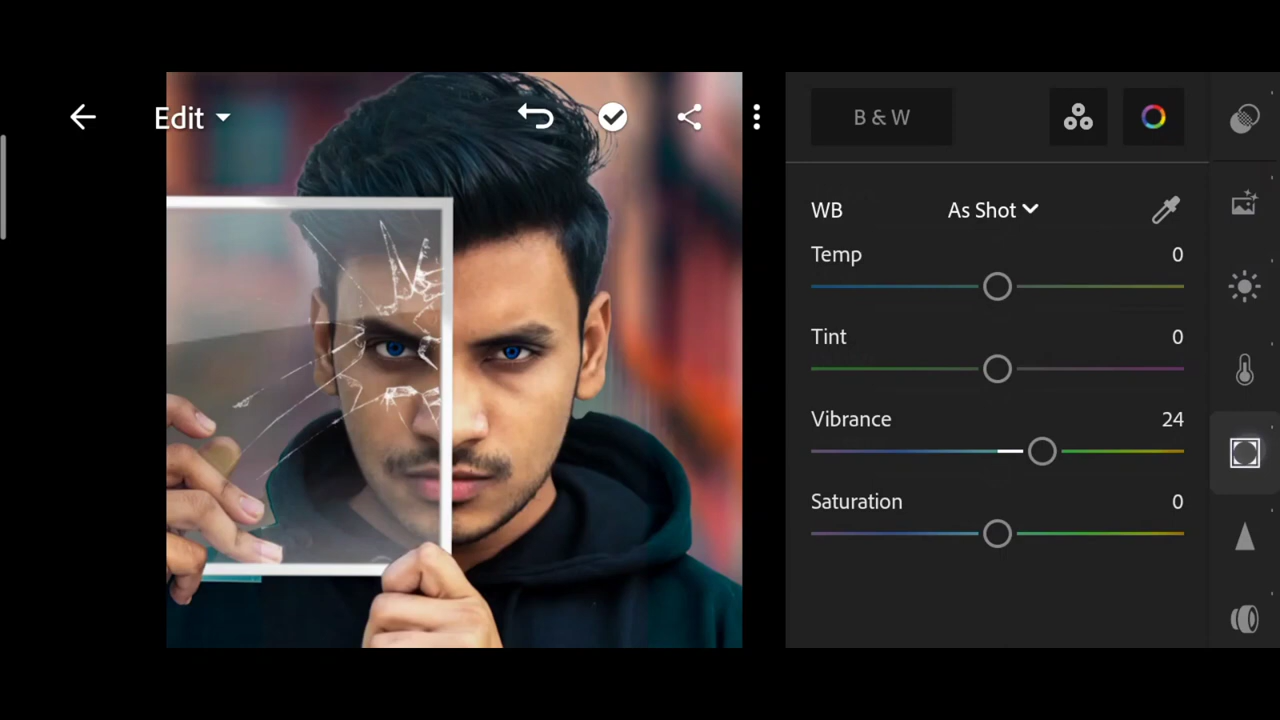 Edit
B & W
WB As Shot
Temp 0
Tint 0
Vibrance 24
Saturation 0